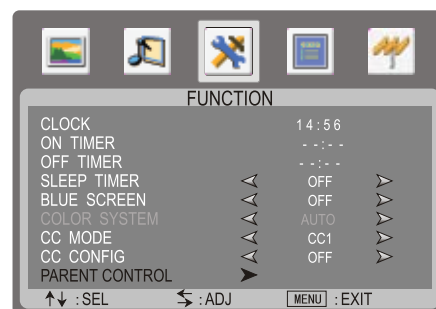 FUNCTION
CLOCK 14:56
ON TIMER --:--
OFF TIMER --:--
SLEEP TIMER OFF
BLUE SCREEN OFF
COLOR SYSTEM AUTO
CC MODE CC1
CC CONFIG OFF
PARENT CONTROL
:SEL :ADJ MENU :EXIT